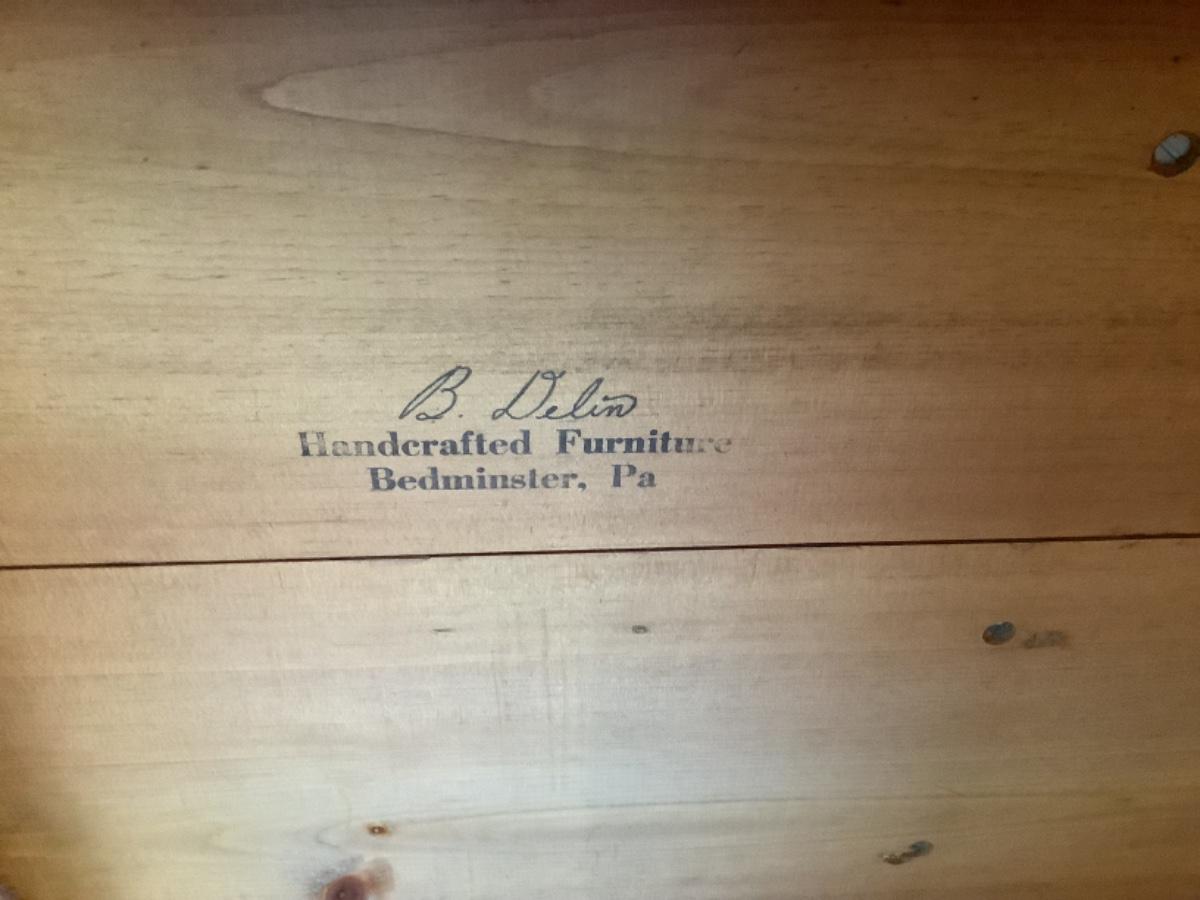 B. Delin
Handcrafted Furniture
Bedminster, Pa